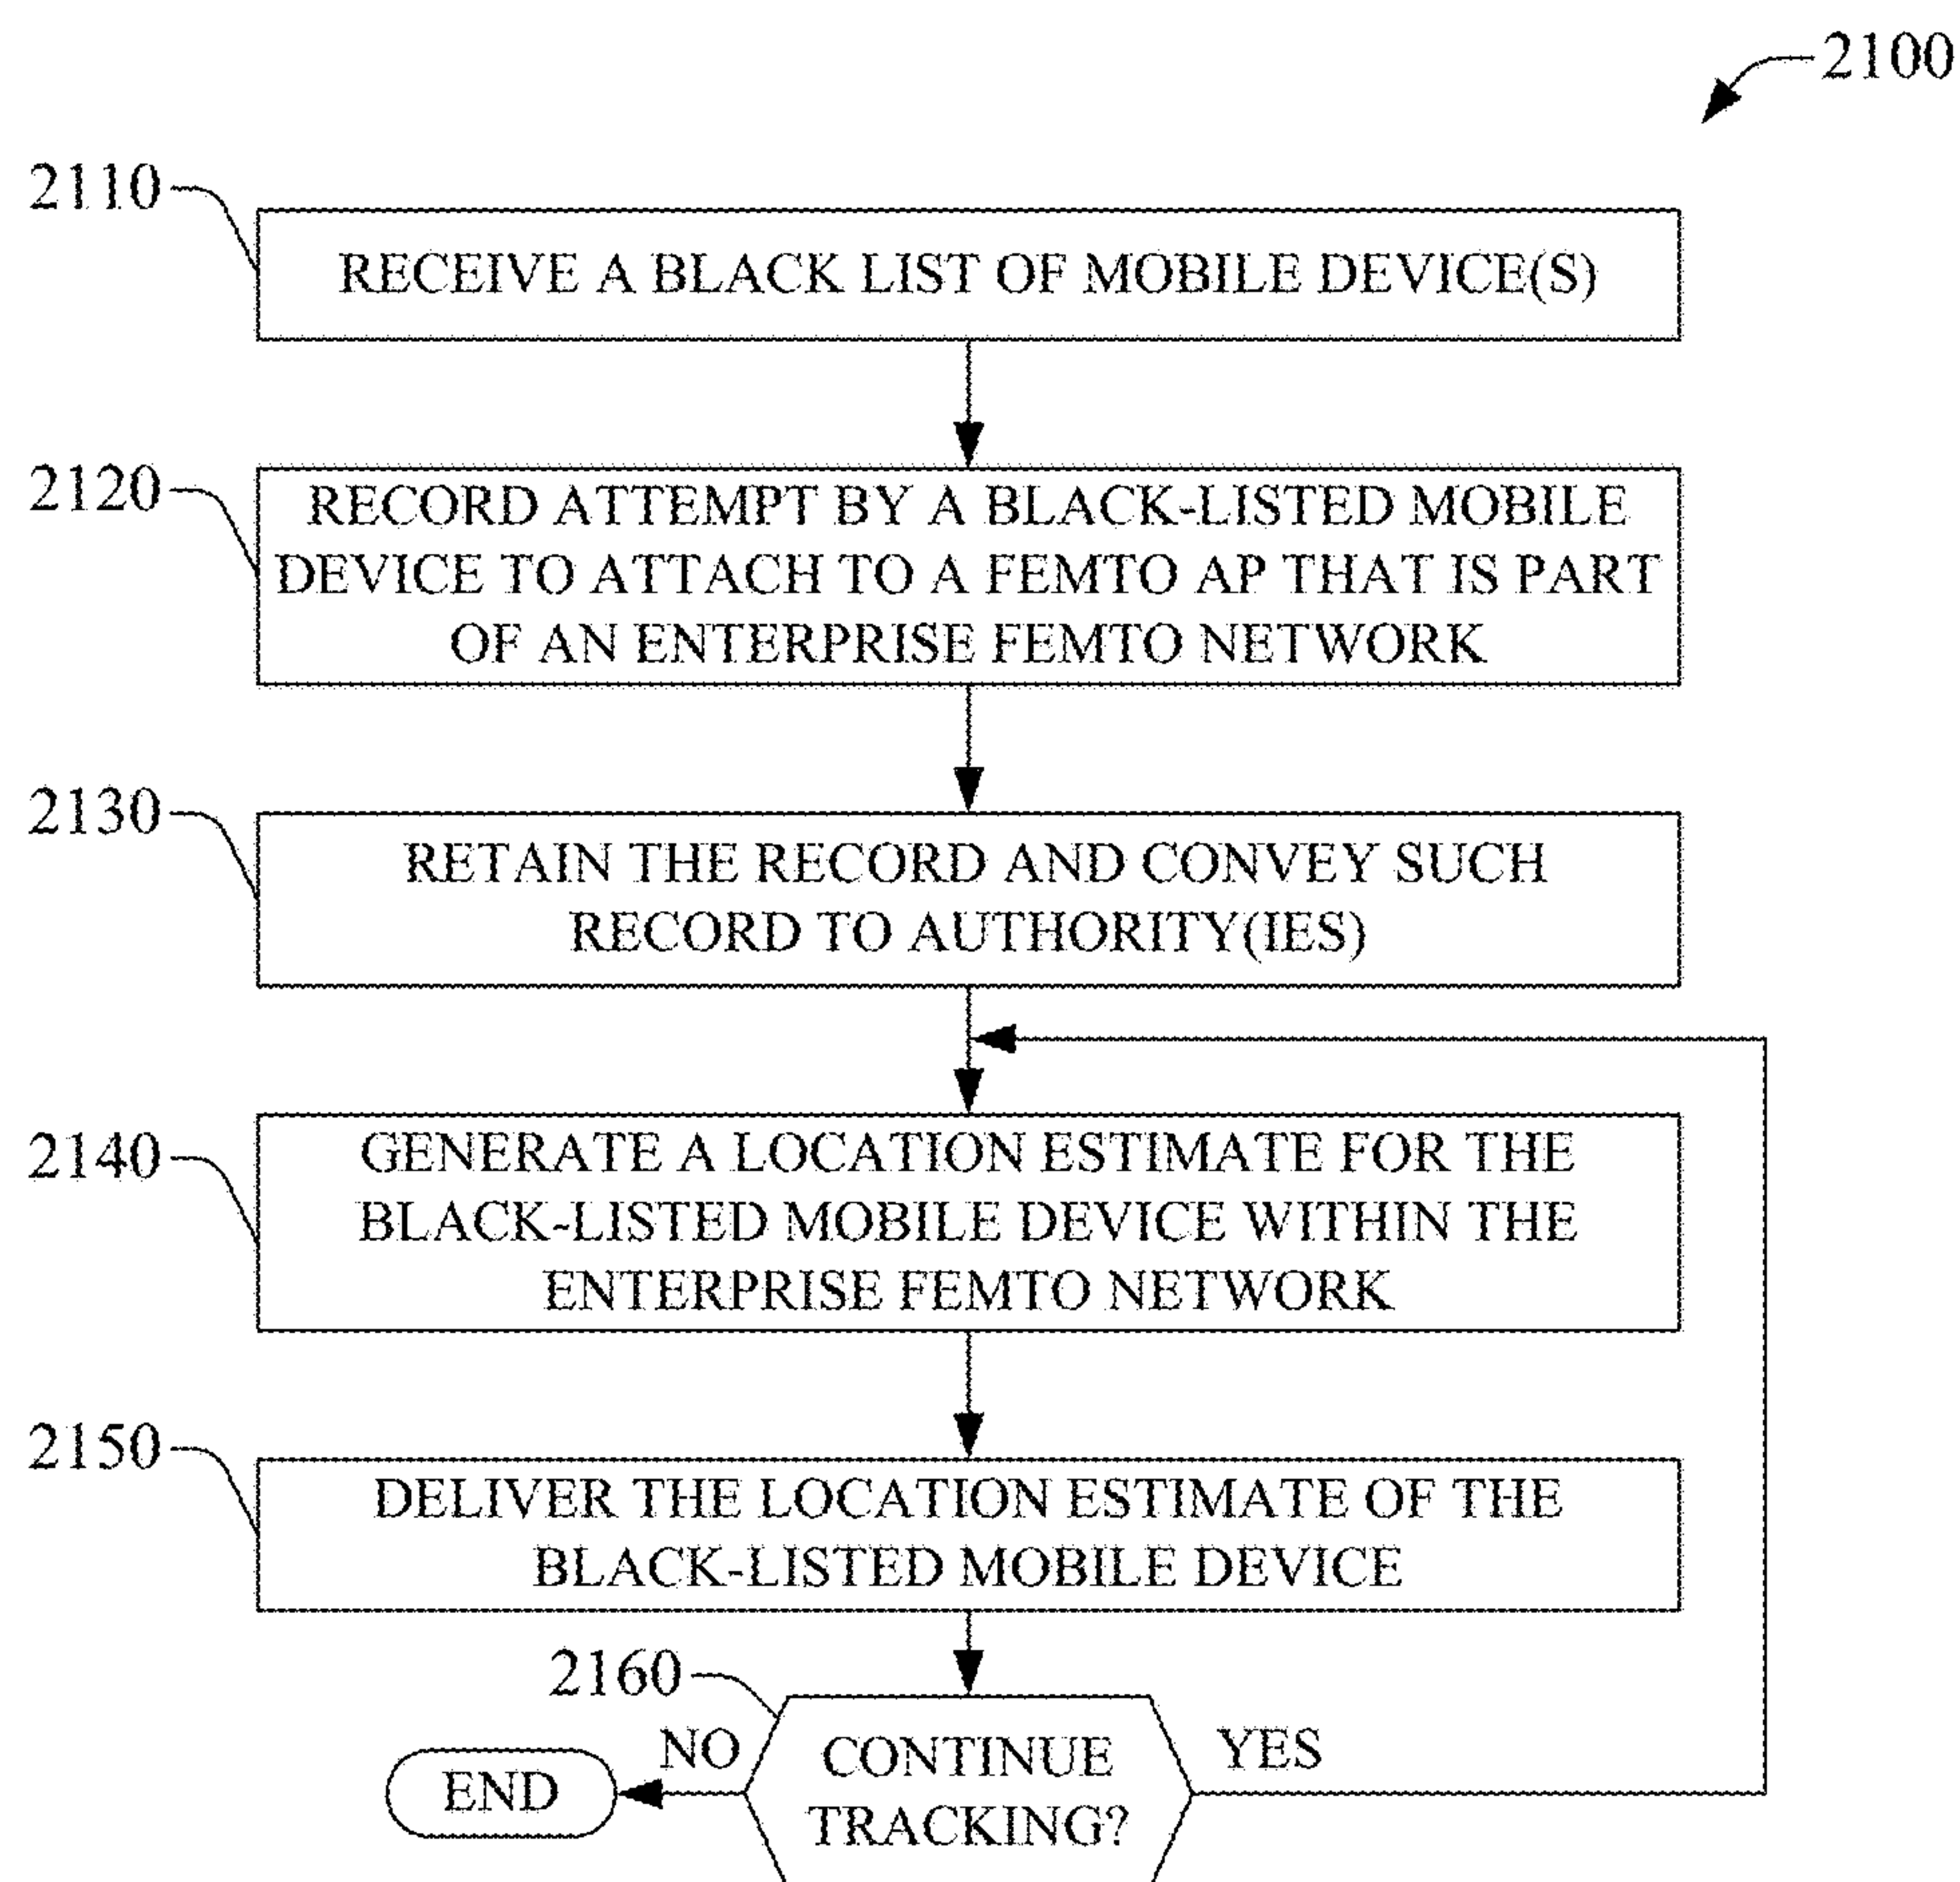 2100
2110
RECEIVE A BLACK LIST OF MOBILE DEVICE(S)
2120
RECORD ATTEMPT BY A BLACK-LISTED MOBILE
DEVICE TO ATTACH TO A FEMTO AP THAT IS PART
OF AN ENTERPRISE FEMTO NETWORK
2130
RETAIN THE RECORD AND CONVEY SUCH
RECORD TO AUTHORITY(IES)
2140
GENERATE A LOCATION ESTIMATE FOR THE
BLACK-LISTED MOBILE DEVICE WITHIN THE
ENTERPRISE FEMTO NETWORK
2150
DELIVER THE LOCATION ESTIMATE OF THE
BLACK-LISTED MOBILE DEVICE
2160
NO
YES
END
CONTINUE
TRACKING?